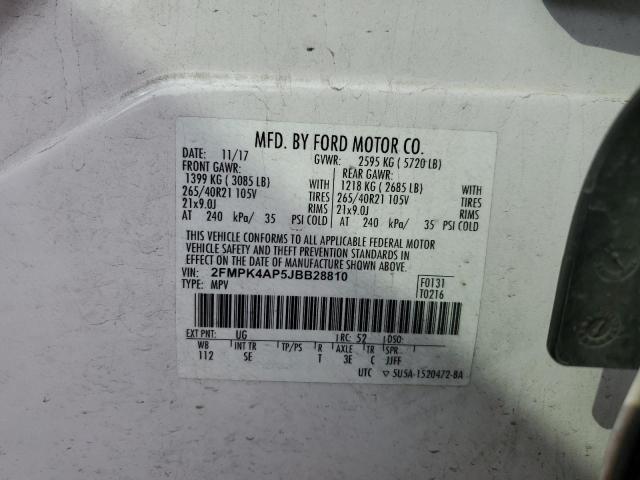 MFD. BY FORD MOTOR CO.
DATE: 11/17 GVWR: 2595 KG ( 5720 LB)
FRONT GAWR: REAR GAWR:
1399 KG ( 3085 LB) WITH 1218 KG ( 2685 LB) WITH
265/40R21 105V TIRES 265/40R21 105V TIRES
21x9.0J RIMS 21x9.0J RIMS
AT 240 kPa/ 35 PSI COLD AT 240 kPa/ 35 PSI COLD
THIS VEHICLE CONFORMS TO ALL APPLICABLE FEDERAL MOTOR
VEHICLE SAFETY AND THEFT PREVENTION STANDARDS IN EFFECT
ON THE DATE OF MANUFACTURE SHOWN ABOVE.
VIN: 2FMPK4AP5JBB28810 F0131
TYPE: MPV T0216
EXT PNT: UG RC: 52 DSO:
WB INT TR TP/PS R AXLE TR SPR
112 SE T 3E C JJFF
UTC ▽ 5U5A-1520472-BA